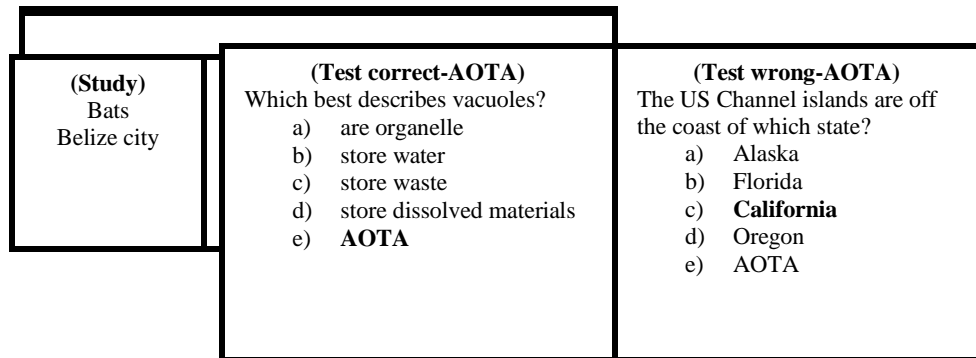 (Study)
Bats
Belize city
(Test correct-AOTA)
Which best describes vacuoles?
a) are organelle
b) store water
c) store waste
d) store dissolved materials
e) AOTA
(Test wrong-AOTA)
The US Channel islands are off
the coast of which state?
a) Alaska
b) Florida
c) California
d) Oregon
e) AOTA